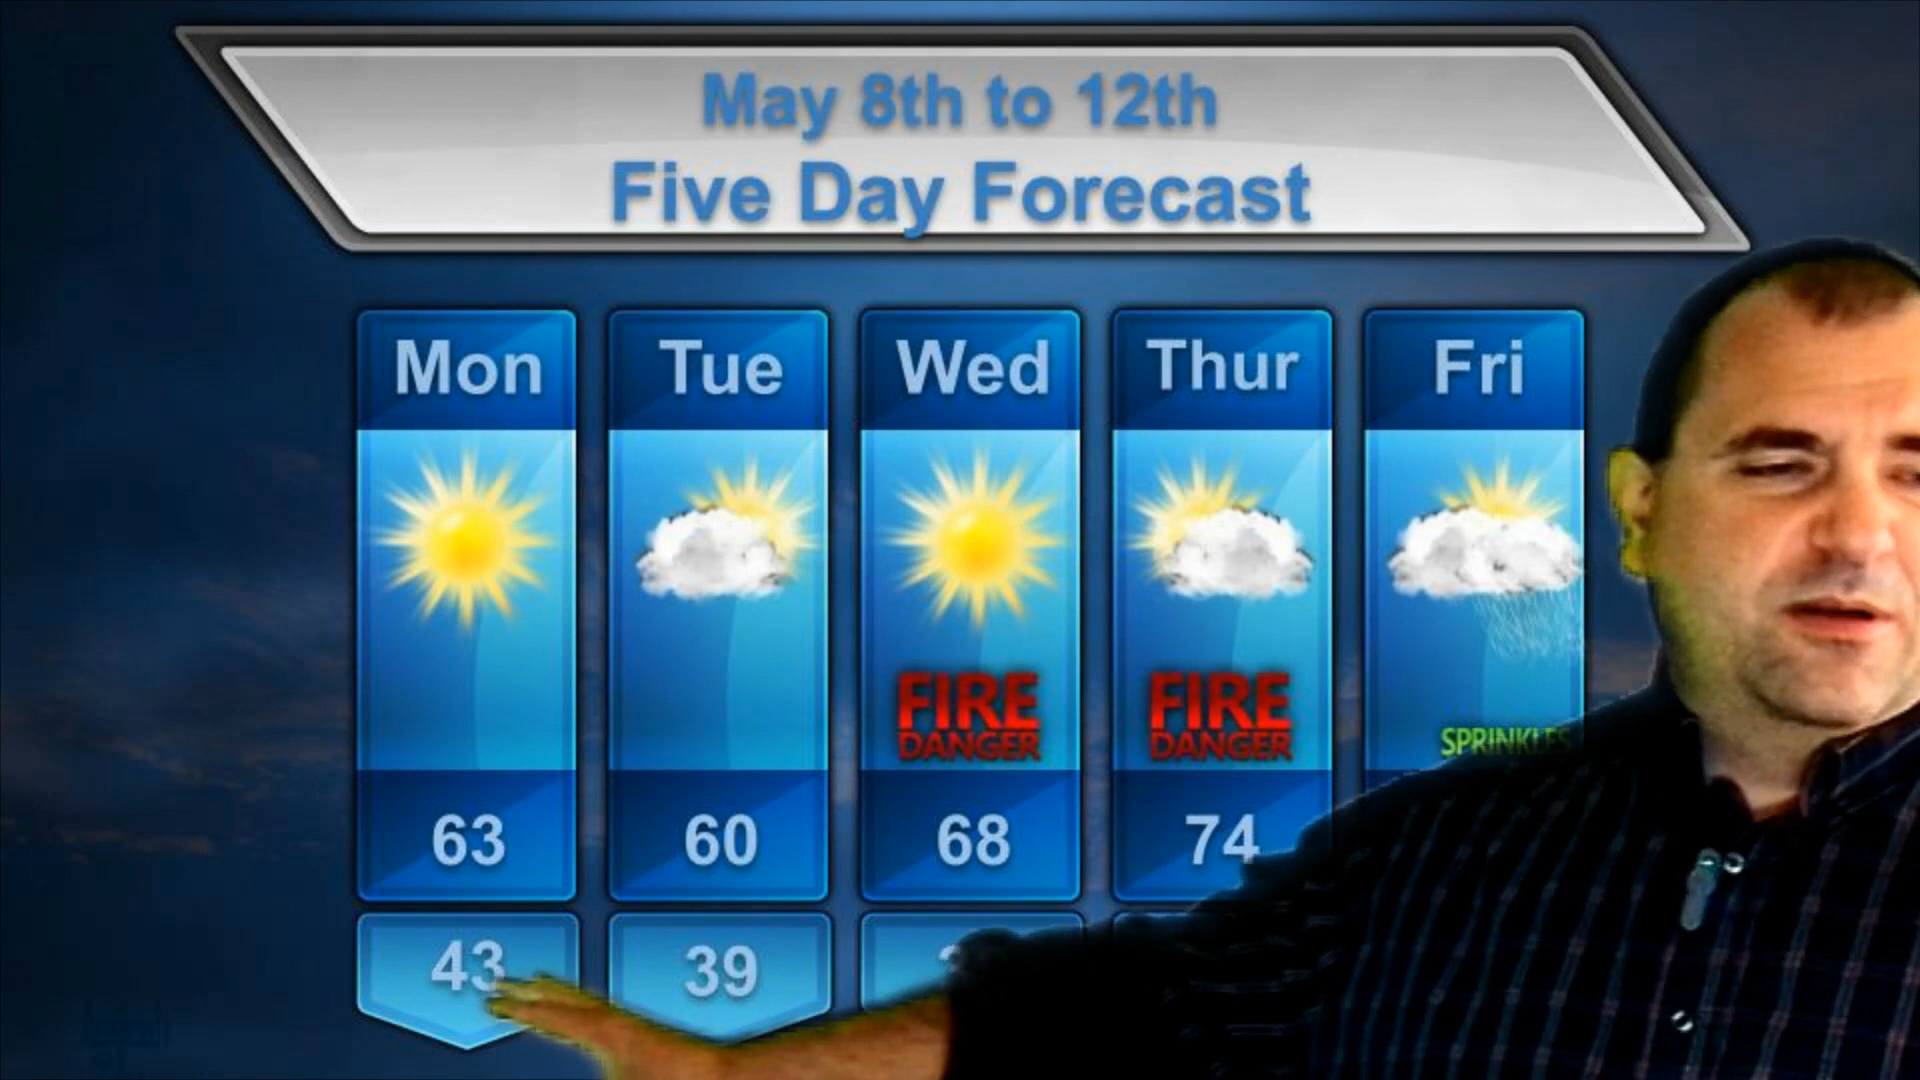 May 8th to 12th
Five Day Forecast
Mon Tue Wed Thur Fri
FIRE DANGER FIRE DANGER
SPRINKLES
63 60 68 74
43 39